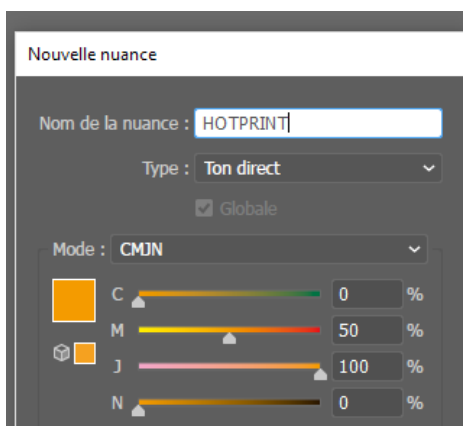 Nouvelle nuance
Nom de la nuance : HOTPRINT
Type : Ton direct
Globale
Mode : CMJN
C 0 %
M 50 %
J 100 %
N 0 %